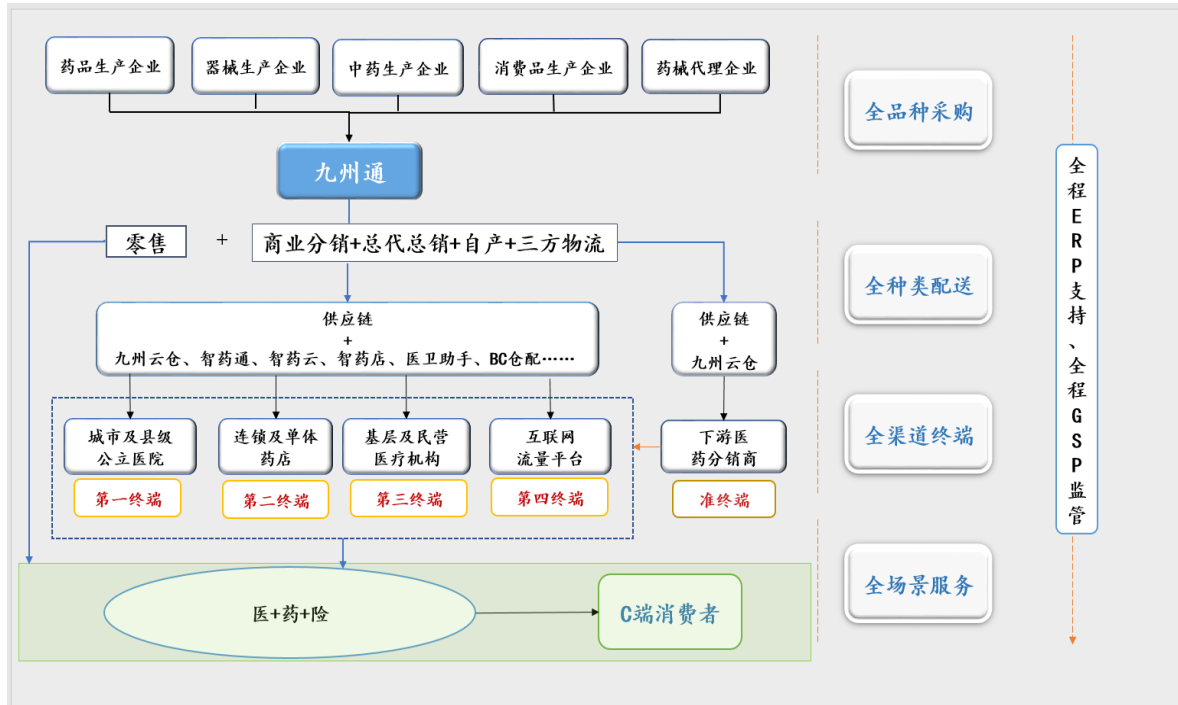 药品生产企业
器械生产企业
中药生产企业
消费品生产企业
药械代理企业
全品种采购
九州通
零售
+
商业分销+总代总销+自产+三方物流
全种类配送
供应链
+
九州云仓、智药通、智药云、智药店、医卫助手、BC仓配……
供应链
+
九州云仓
城市及县级
公立医院
连锁及单体
药店
基层及民营
医疗机构
互联网
流量平台
下游医
药分销商
全渠道终端
第一终端
第二终端
第三终端
第四终端
准终端
医+药+险
C端消费者
全场景服务
全程ERP支持、全程GSP监管